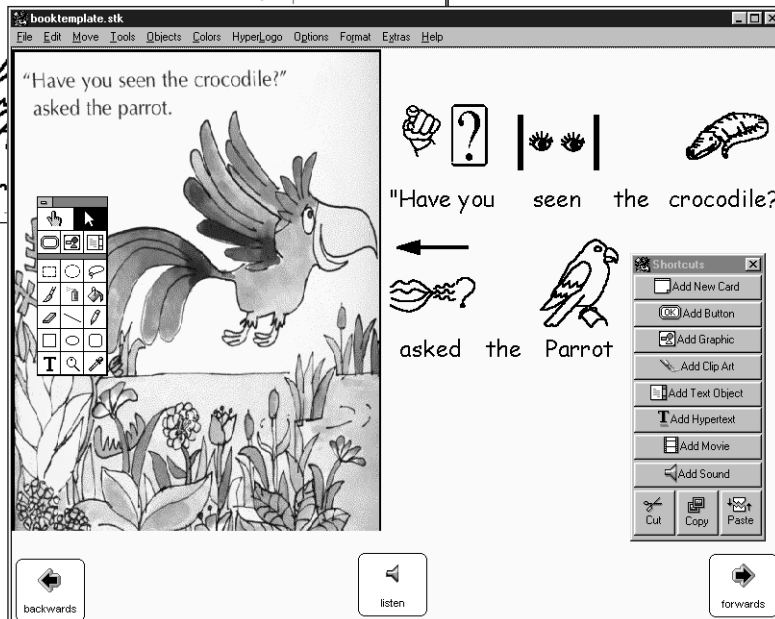 booktemplate.stk
File Edit Move Tools Objects Colors HyperLogo Options Format Extras Help
"Have you seen the crocodile?"
asked the parrot.
?
"Have you seen the crocodile?
?
asked the Parrot
T
Shortcuts
Add New Card
OK Add Button
Add Graphic
Add Clip Art
Add Text Object
T Add Hypertext
Add Movie
Add Sound
Cut Copy Paste
backwards
listen
forwards